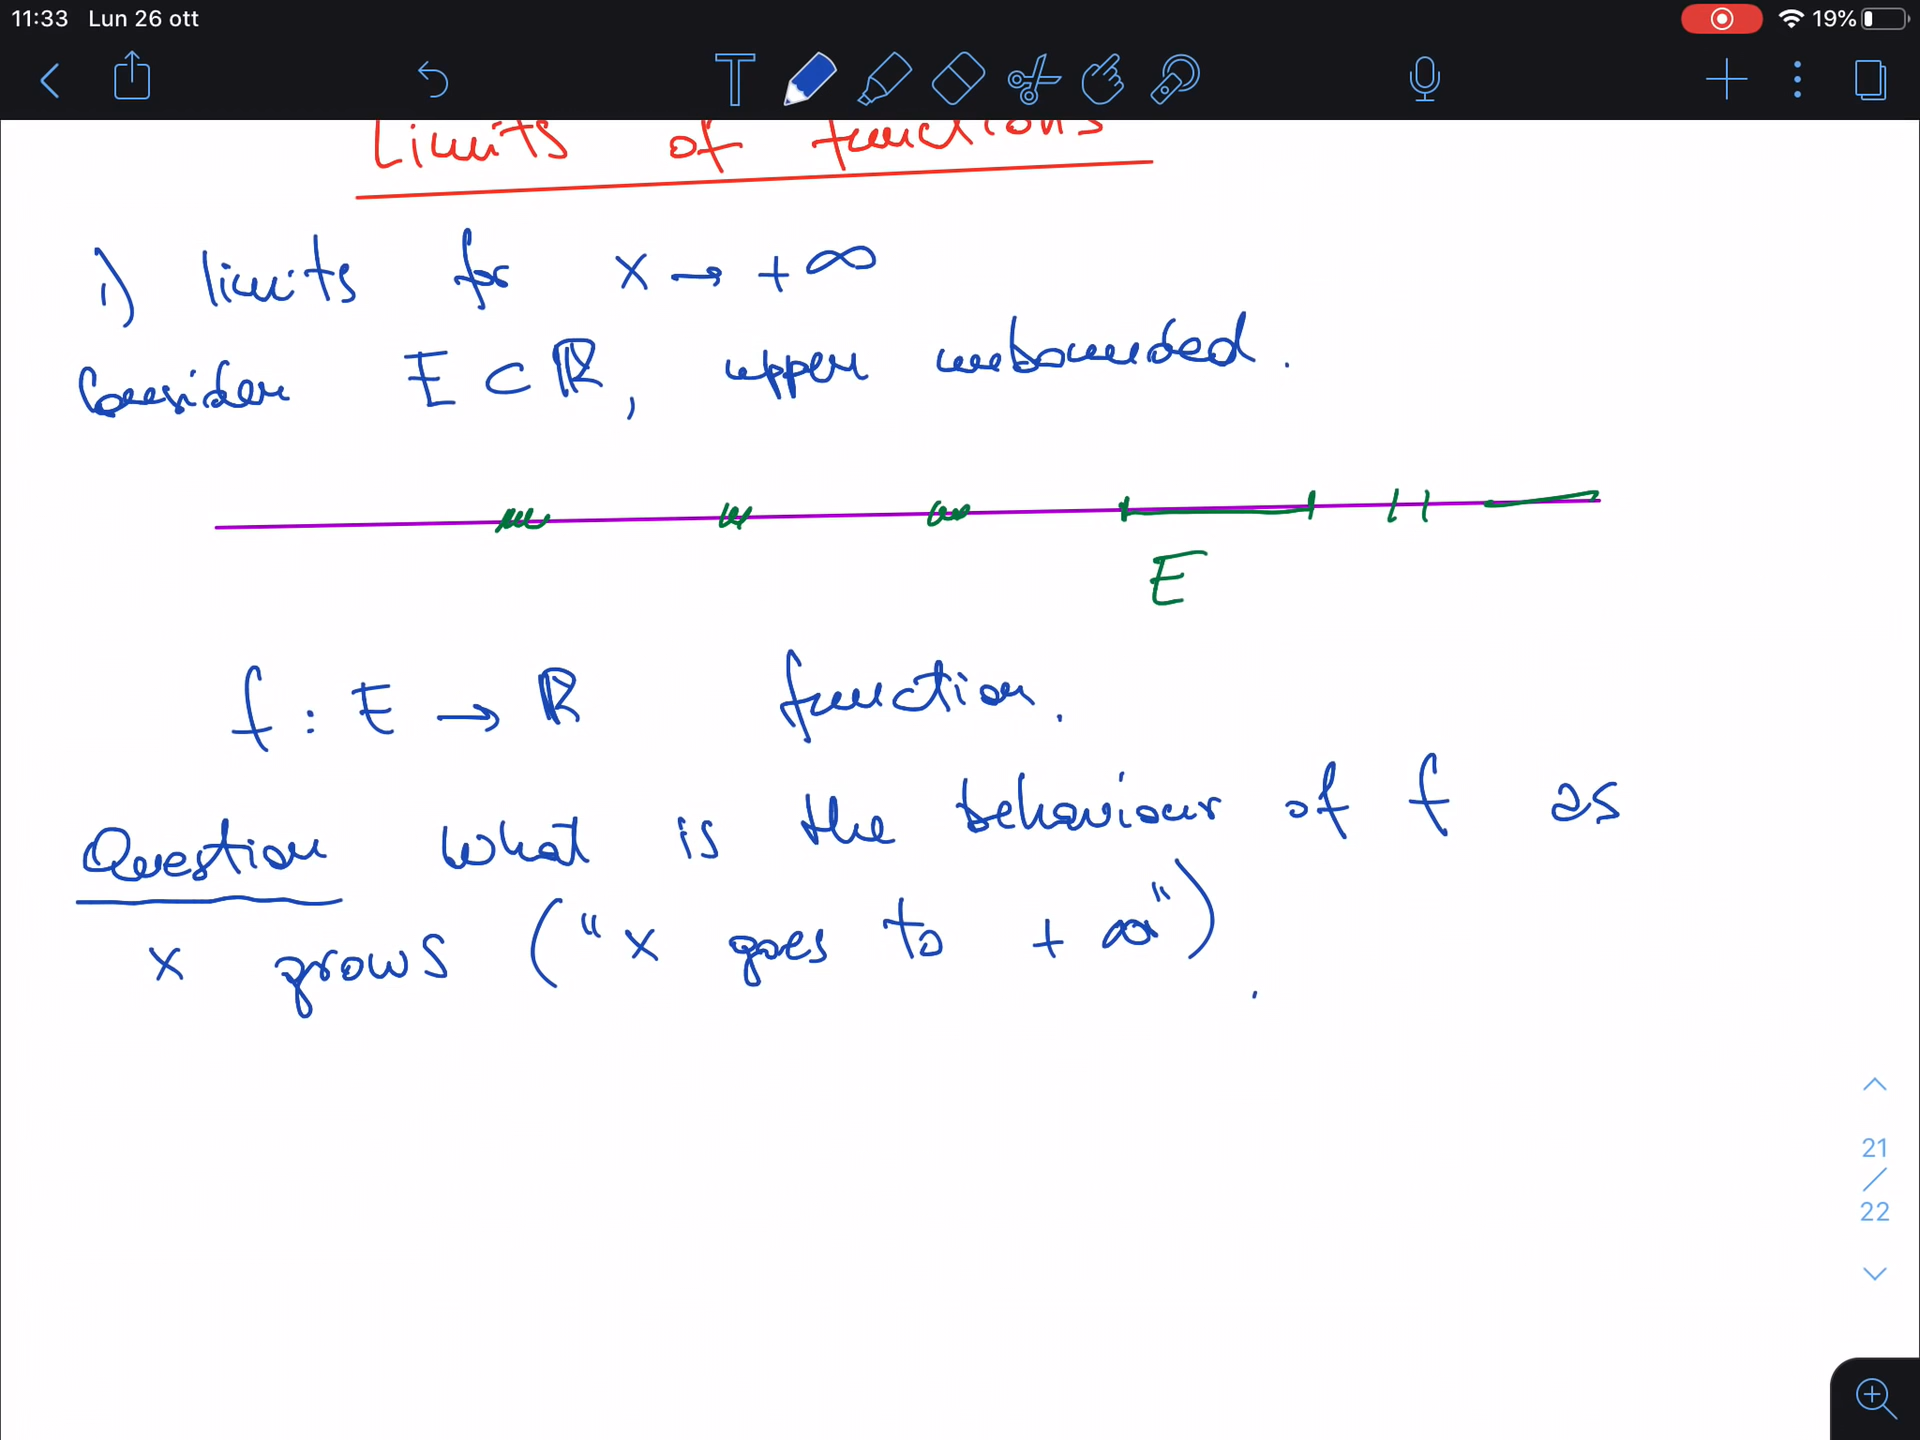 11:33 Lun 26 ott 19%
Limits of functions
1) limits for x → +∞
Consider E ⊂ ℝ, upper unbounded.
E
f : E → ℝ function.
Question What is the behaviour of f as
x grows ("x goes to +∞").
21
/
22